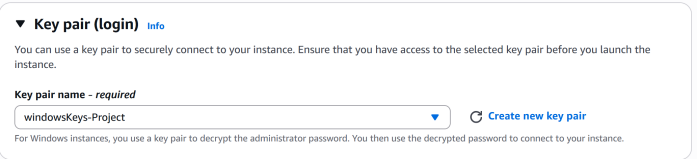 Key pair (login) Info
You can use a key pair to securely connect to your instance. Ensure that you have access to the selected key pair before you launch the
instance.
Key pair name - required
windowsKeys-Project
Create new key pair
For Windows instances, you use a key pair to decrypt the administrator password. You then use the decrypted password to connect to your instance.